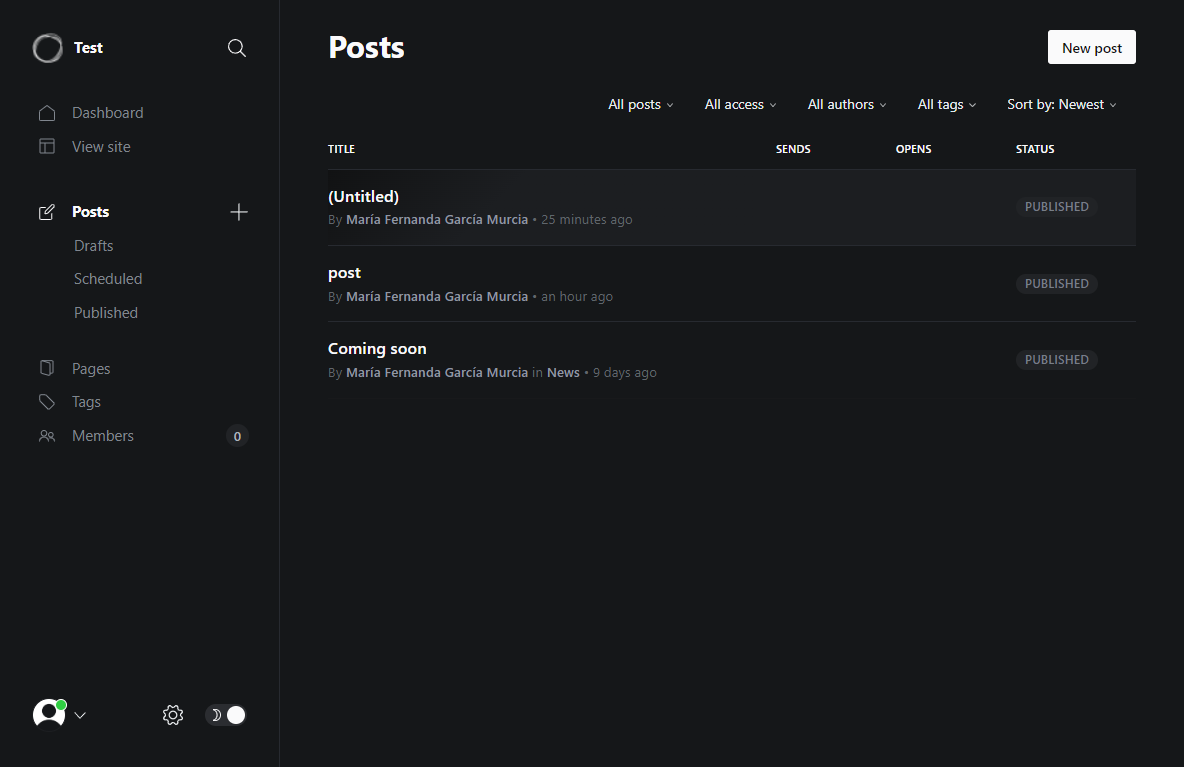 Test
Dashboard
View site
Posts
Drafts
Scheduled
Published
Pages
Tags
Members 0
Posts
New post
All posts All access All authors All tags Sort by: Newest
TITLE SENDS OPENS STATUS
(Untitled)
By María Fernanda García Murcia • 25 minutes ago
PUBLISHED
post
By María Fernanda García Murcia • an hour ago
PUBLISHED
Coming soon
By María Fernanda García Murcia in News • 9 days ago
PUBLISHED